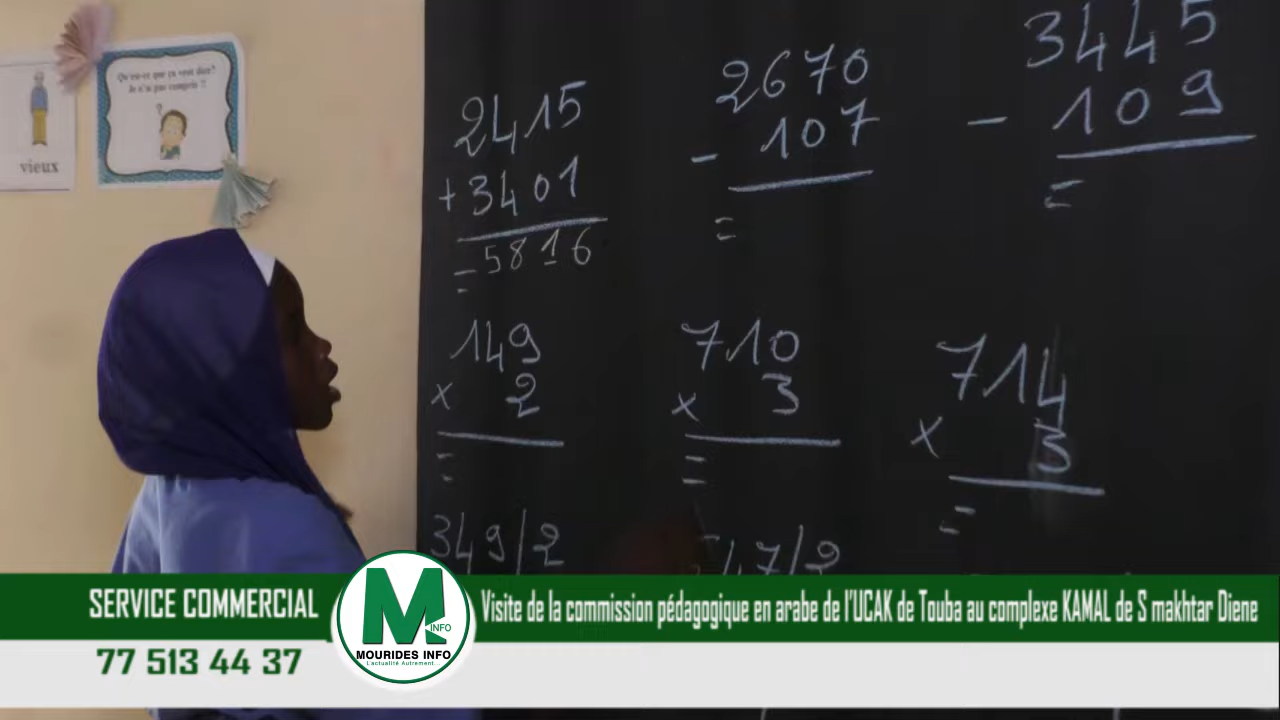 Qu'est-ce que ça veut dire?
Je n'ai pas compris !!
?
vieux
2415
+ 3401
= 5816
2670
- 107
=
3445
- 109
=
149
x 2
=
710
x 3
=
714
x 3
=
349/2
SERVICE COMMERCIAL
77 513 44 37
M
INFO
MOURIDES INFO
L'actualité Autrement...
Visite de la commission pédagogique en arabe de l'UCAK de Touba au complexe KAMAL de S makhtar Diene